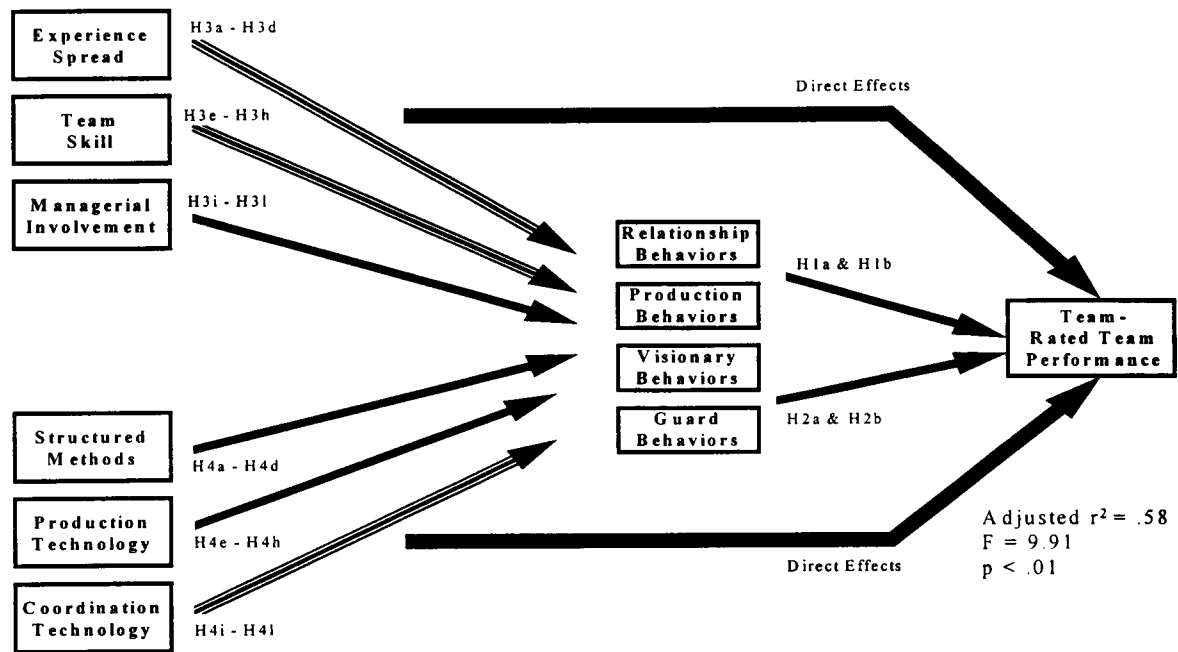 Experience
Spread
H3a - H3d
Team
Skill
H3e - H3h
Managerial
Involvement
H3i - H3l
Structured
Methods
H4a - H4d
Production
Technology
H4e - H4h
Coordination
Technology
H4i - H4l
Direct Effects
Relationship
Behaviors
Production
Behaviors
Visionary
Behaviors
Guard
Behaviors
H1a & H1b
H2a & H2b
Team-
Rated Team
Performance
Direct Effects
Adjusted r² = .58
F = 9.91
p < .01